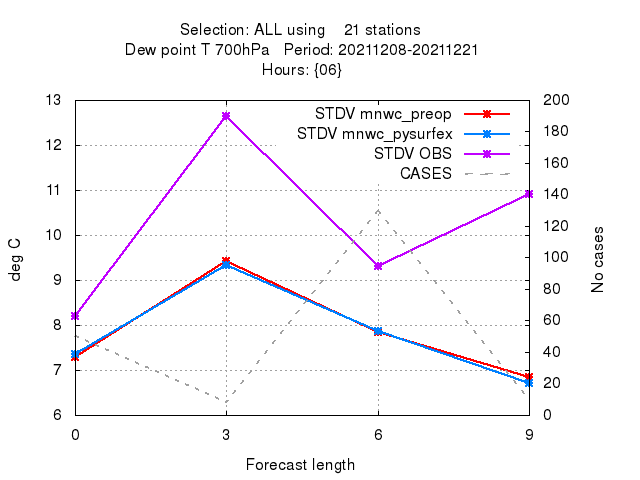 Selection: ALL using    21 stations
Dew point T 700hPa   Period: 20211208-20211221
Hours: {06}
STDV mnwc_preop
STDV mnwc_pysurfex
STDV OBS
CASES
13
12
11
10
9
8
7
6
200
180
160
140
120
100
80
60
40
20
0
deg C
No cases
0 3 6 9
Forecast length